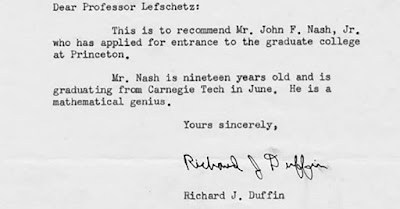 Dear Professor Lefschetz:
This is to recommend Mr. John F. Nash, Jr.
who has applied for entrance to the graduate college
at Princeton.
Mr. Nash is nineteen years old and is
graduating from Carnegie Tech in June. He is a
mathematical genius.
Yours sincerely,
Richard J Duffin
Richard J. Duffin